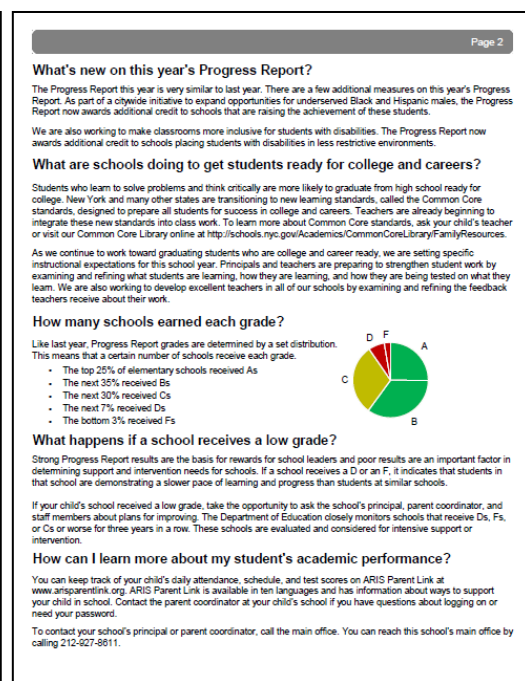 Page 2
What's new on this year's Progress Report?
The Progress Report this year is very similar to last year. There are a few additional measures on this year's Progress
Report. As part of a citywide initiative to expand opportunities for underserved Black and Hispanic males, the Progress
Report now awards additional credit to schools that are raising the achievement of these students.
We are also working to make classrooms more inclusive for students with disabilities. The Progress Report now
awards additional credit to schools placing students with disabilities in less restrictive environments.
What are schools doing to get students ready for college and careers?
Students who learn to solve problems and think critically are more likely to graduate from high school ready for
college. New York and many other states are transitioning to new learning standards, called the Common Core
standards, designed to prepare all students for success in college and careers. Teachers are already beginning to
integrate these new standards into class work. To learn more about Common Core standards, ask your child's teacher
or visit our Common Core Library online at http://schools.nyc.gov/Academics/CommonCoreLibrary/FamilyResources.
As we continue to work toward graduating students who are college and career ready, we are setting specific
instructional expectations for this school year. Principals and teachers are preparing to strengthen student work by
examining and refining what students are learning, how they are learning, and how they are being tested on what they
learn. We are also working to develop excellent teachers in all of our schools by examining and refining the feedback
teachers receive about their work.
How many schools earned each grade?
Like last year, Progress Report grades are determined by a set distribution.
This means that a certain number of schools receive each grade.
• The top 25% of elementary schools received As
• The next 35% received Bs
• The next 30% received Cs
• The next 7% received Ds
• The bottom 3% received Fs
D F
A
C
B
What happens if a school receives a low grade?
Strong Progress Report results are the basis for rewards for school leaders and poor results are an important factor in
determining support and intervention needs for schools. If a school receives a D or an F, it indicates that students in
that school are demonstrating a slower pace of learning and progress than students at similar schools.
If your child's school received a low grade, take the opportunity to ask the school's principal, parent coordinator, and
staff members about plans for improving. The Department of Education closely monitors schools that receive Ds, Fs,
or Cs or worse for three years in a row. These schools are evaluated and considered for intensive support or
intervention.
How can I learn more about my student's academic performance?
You can keep track of your child's daily attendance, schedule, and test scores on ARIS Parent Link at
www.arisparentlink.org. ARIS Parent Link is available in ten languages and has information about ways to support
your child in school. Contact the parent coordinator at your child's school if you have questions about logging on or
need your password.
To contact your school's principal or parent coordinator, call the main office. You can reach this school's main office by
calling 212-927-8611.